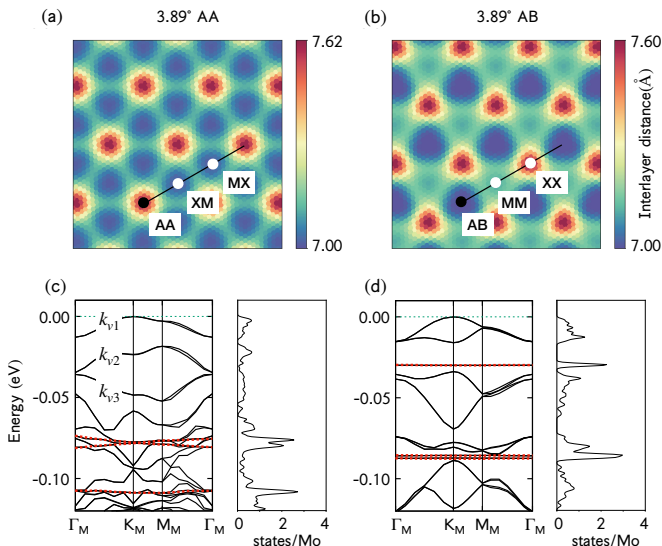 (a)
3.89° AA
7.62
7.00
AA
XM
MX
(b)
3.89° AB
7.60
7.00
Interlayer distance(Å)
AB
MM
XX
(c)
Energy (eV)
0.00
-0.05
-0.10
kv1
kv2
kv3
ΓM KM MM ΓM
0 2 4
states/Mo
(d)
0.00
-0.05
-0.10
ΓM KM MM ΓM
0 2 4
states/Mo